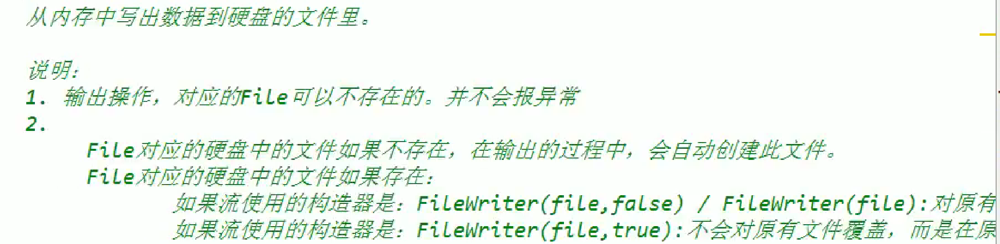 从内存中写出数据到硬盘的文件里。
说明：
1. 输出操作，对应的File可以不存在的。并不会报异常
2.
File对应的硬盘中的文件如果不存在，在输出的过程中，会自动创建此文件。
File对应的硬盘中的文件如果存在：
如果流使用的构造器是：FileWriter(file,false) / FileWriter(file):对原有
如果流使用的构造器是：FileWriter(file,true):不会对原有文件覆盖，而是在原